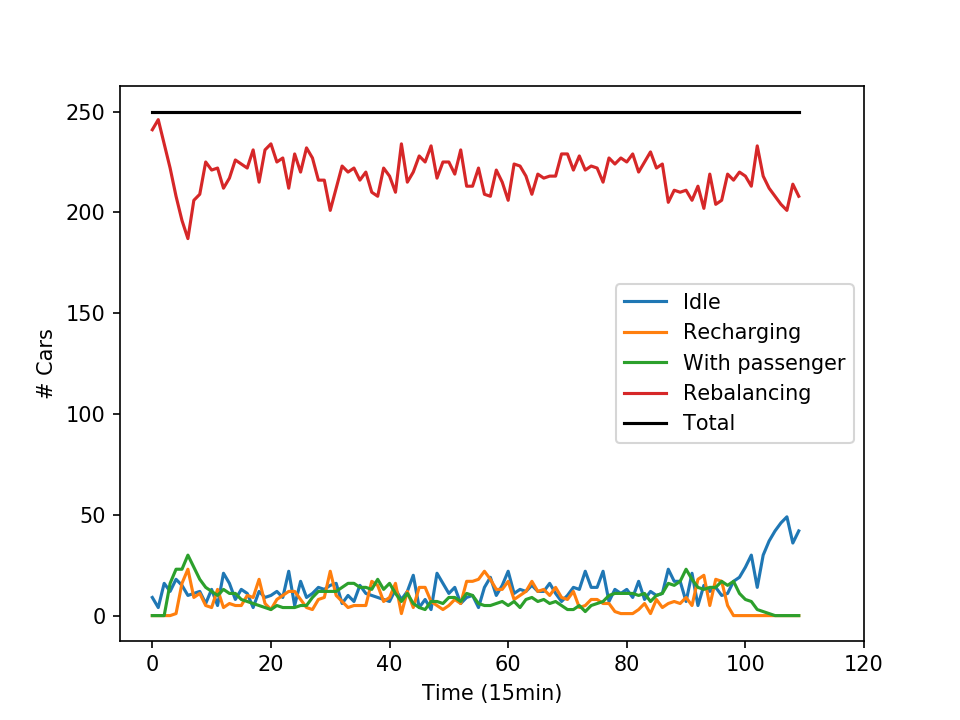 250
200
150
100
50
0
# Cars
Idle
Recharging
With passenger
Rebalancing
Total
0 20 40 60 80 100 120
Time (15min)